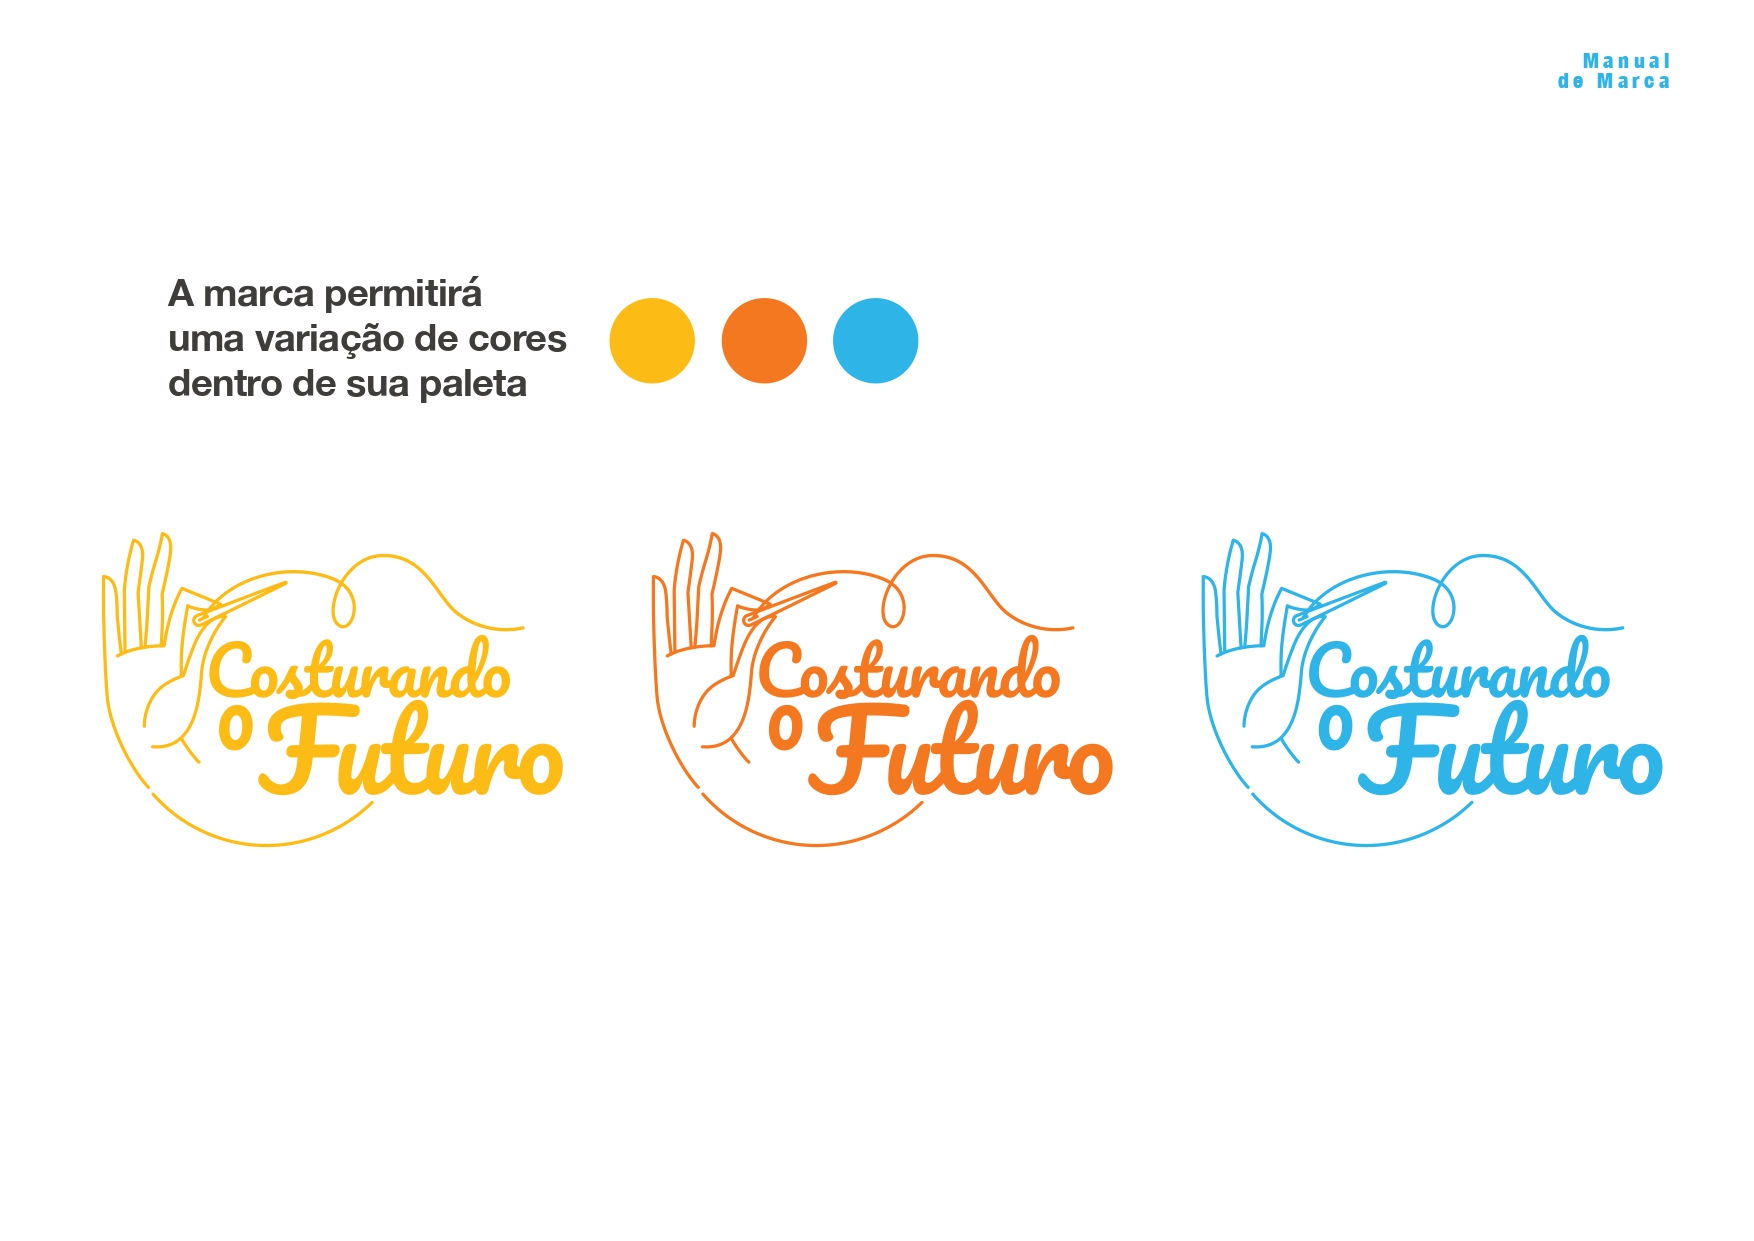 Manual
de Marca
A marca permitirá
uma variação de cores
dentro de sua paleta
Costurando
o Futuro
Costurando
o Futuro
Costurando
o Futuro